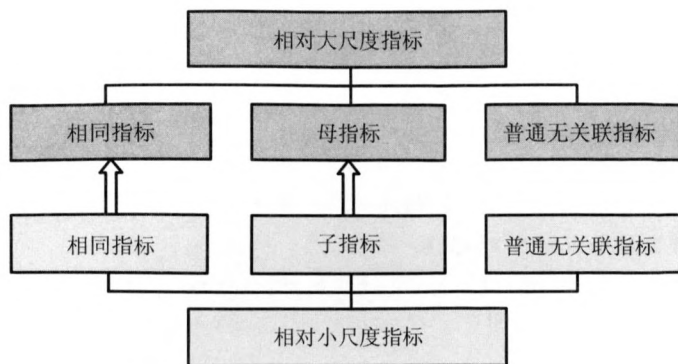 相对大尺度指标
相同指标
母指标
普通无关联指标
相同指标
子指标
普通无关联指标
相对小尺度指标